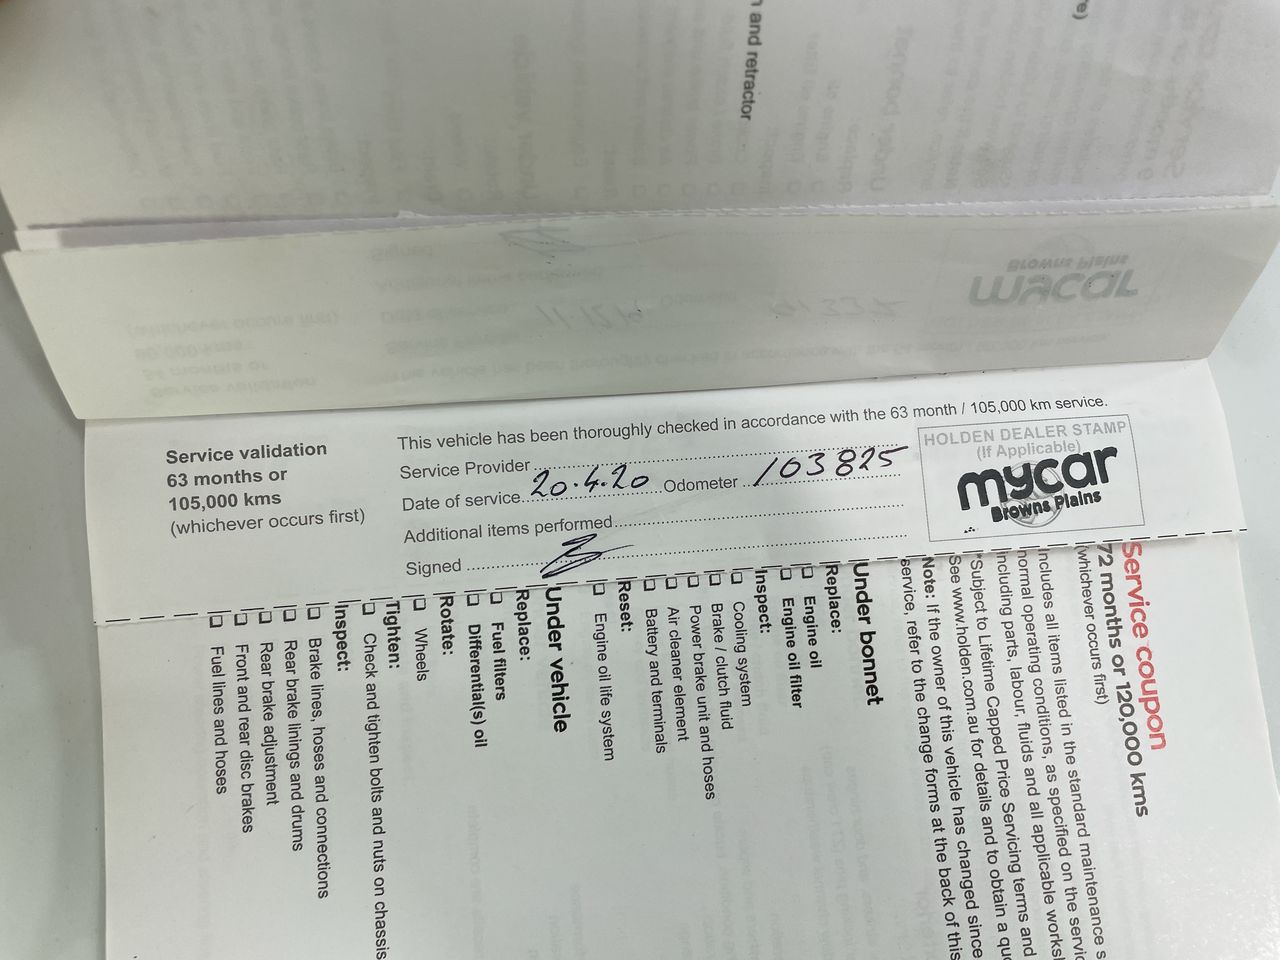 n and retractor
e)
Service validation
63 months or
105,000 kms
(whichever occurs first)
This vehicle has been thoroughly checked in accordance with the 63 month / 105,000 km service.
Service Provider
Date of service 20.4.20 Odometer 103825
Additional items performed
Signed
HOLDEN DEALER STAMP
(If Applicable)
mycar
Browns Plains
Service coupon
72 months or 120,000 kms
(whichever occurs first)
Includes all items listed in the standard maintenance s
normal operating conditions, as specified on the servic
including parts, labour, fluids and all applicable worksh
*Subject to Lifetime Capped Price Servicing terms and
See www.holden.com.au for details and to obtain a quo
Note: If the owner of this vehicle has changed since
service, refer to the change forms at the back of this
Under bonnet
Replace:
Engine oil
Engine oil filter
Inspect:
Cooling system
Brake / clutch fluid
Power brake unit and hoses
Air cleaner element
Battery and terminals
Reset:
Engine oil life system
Under vehicle
Replace:
Fuel filters
Differential(s) oil
Rotate:
Wheels
Tighten:
Check and tighten bolts and nuts on chassis
Inspect:
Brake lines, hoses and connections
Rear brake linings and drums
Rear brake adjustment
Front and rear disc brakes
Fuel lines and hoses